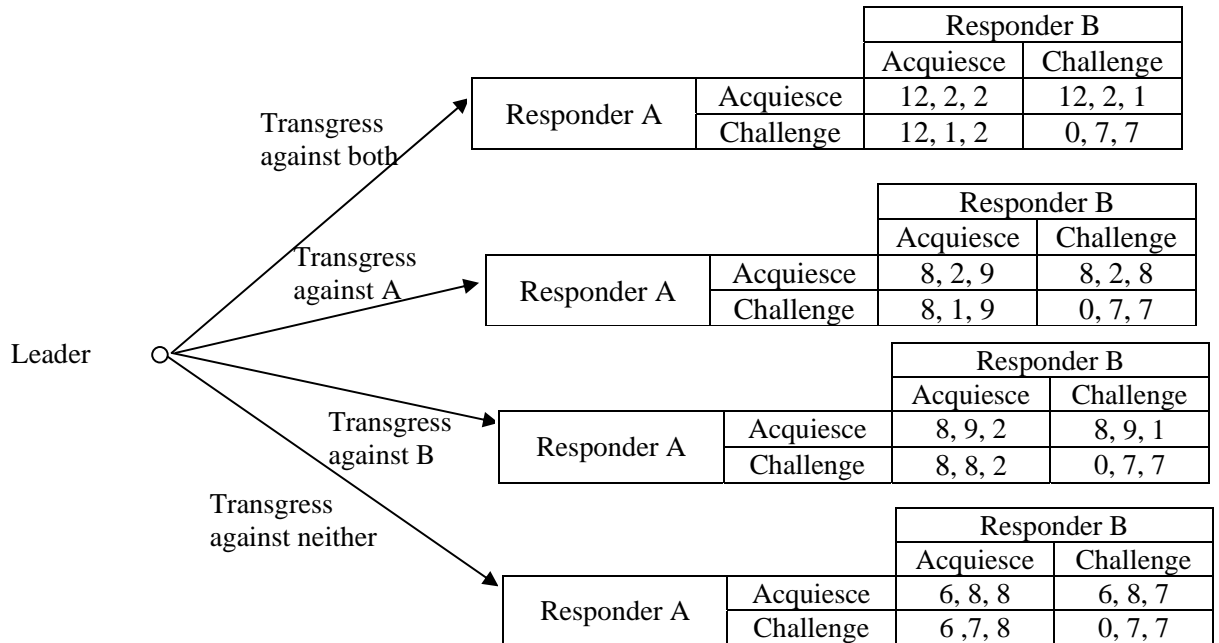 Responder B
Acquiesce Challenge
Responder A Acquiesce 12, 2, 2 12, 2, 1
Challenge 12, 1, 2 0, 7, 7
Transgress
against both
Responder B
Acquiesce Challenge
Responder A Acquiesce 8, 2, 9 8, 2, 8
Challenge 8, 1, 9 0, 7, 7
Transgress
against A
Leader
Responder B
Acquiesce Challenge
Responder A Acquiesce 8, 9, 2 8, 9, 1
Challenge 8, 8, 2 0, 7, 7
Transgress
against B
Transgress
against neither
Responder B
Acquiesce Challenge
Responder A Acquiesce 6, 8, 8 6, 8, 7
Challenge 6 ,7, 8 0, 7, 7